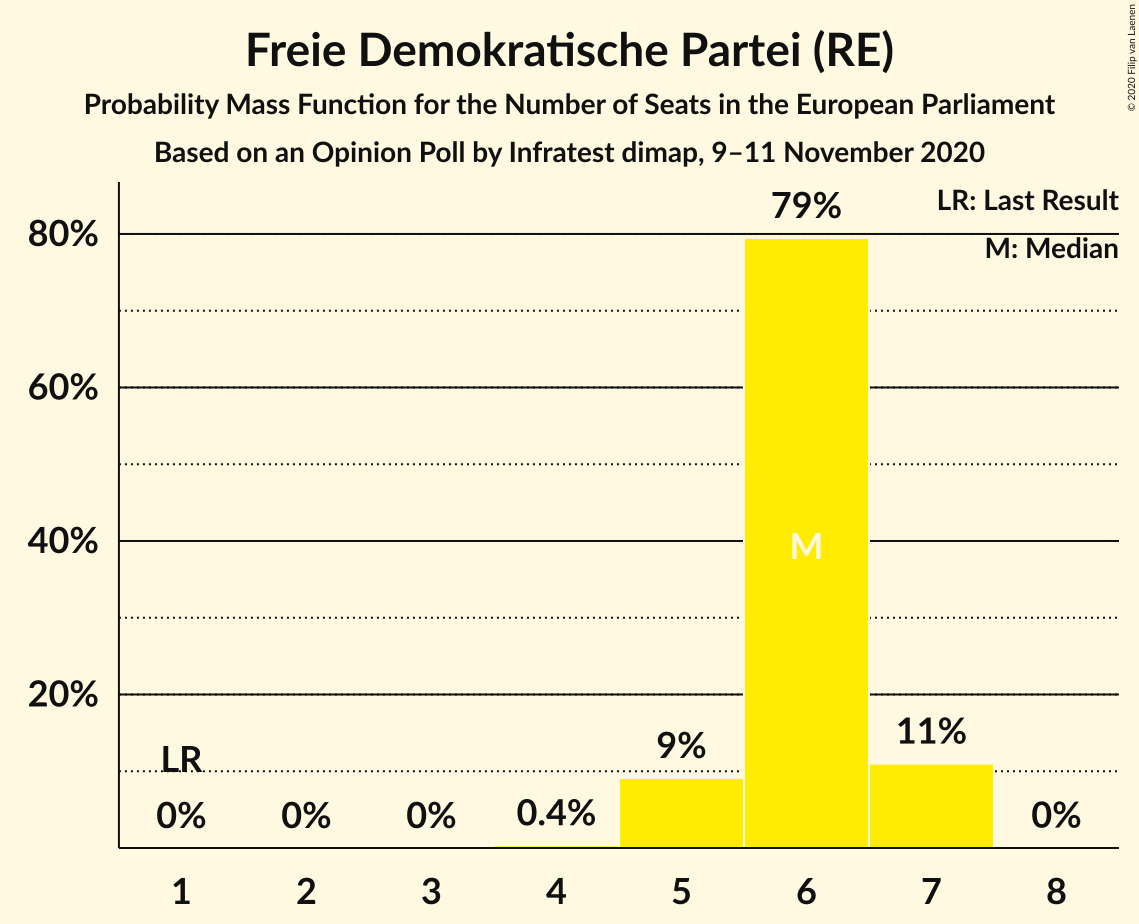 Freie Demokratische Partei (RE)
Probability Mass Function for the Number of Seats in the European Parliament
Based on an Opinion Poll by Infratest dimap, 9–11 November 2020
© 2020 Filip van Laenen
LR: Last Result
M: Median
80%
60%
40%
20%
79%
M
11%
9%
LR
0%
0%
0%
0.4%
0%
1
2
3
4
5
6
7
8